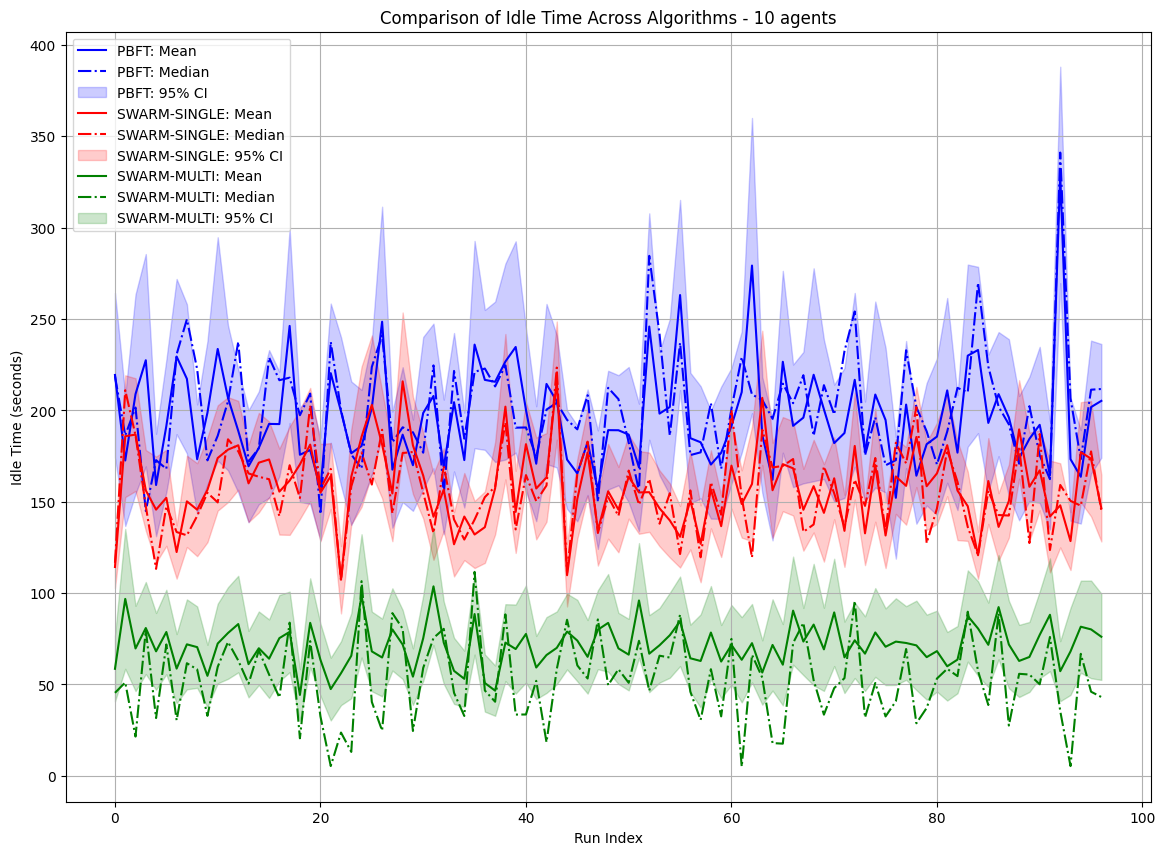 Comparison of Idle Time Across Algorithms - 10 agents
400
350
300
250
200
150
100
50
0
Idle Time (seconds)
PBFT: Mean
PBFT: Median
PBFT: 95% CI
SWARM-SINGLE: Mean
SWARM-SINGLE: Median
SWARM-SINGLE: 95% CI
SWARM-MULTI: Mean
SWARM-MULTI: Median
SWARM-MULTI: 95% CI
0 20 40 60 80 100
Run Index